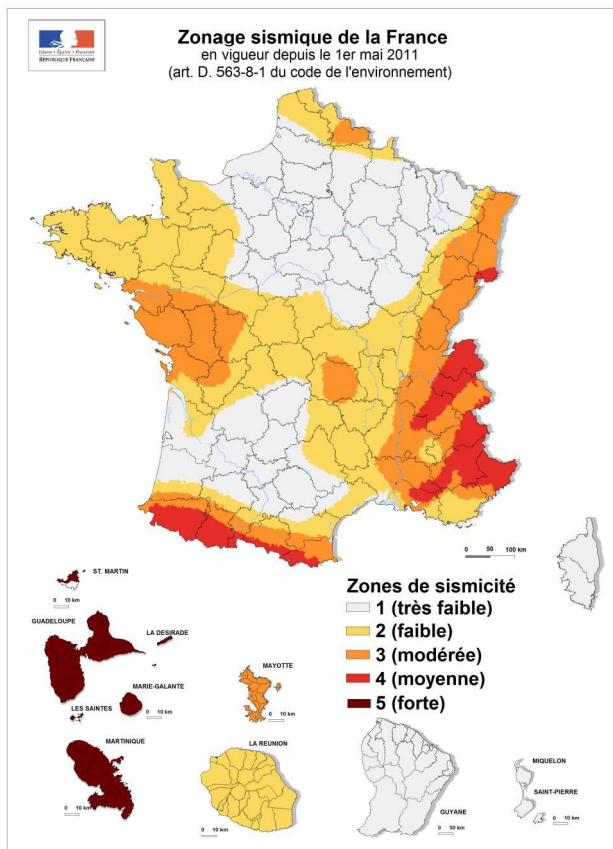 Zonage sismique de la France
en vigueur depuis le 1er mai 2011
(art. D. 563-8-1 du code de l'environnement)
Liberté • Égalité • Fraternité
RÉPUBLIQUE FRANÇAISE
0 50 100 km
ST. MARTIN
0 10 km
GUADELOUPE
LA DESIRADE
MARIE-GALANTE
LES SAINTES
0 10 km
0 10 km
MARTINIQUE
0 10 km
MAYOTTE
0 10 km
LA REUNION
0 10 km
Zones de sismicité
1 (très faible)
2 (faible)
3 (modérée)
4 (moyenne)
5 (forte)
GUYANE
0 50 km
MIQUELON
SAINT-PIERRE
0 10 km